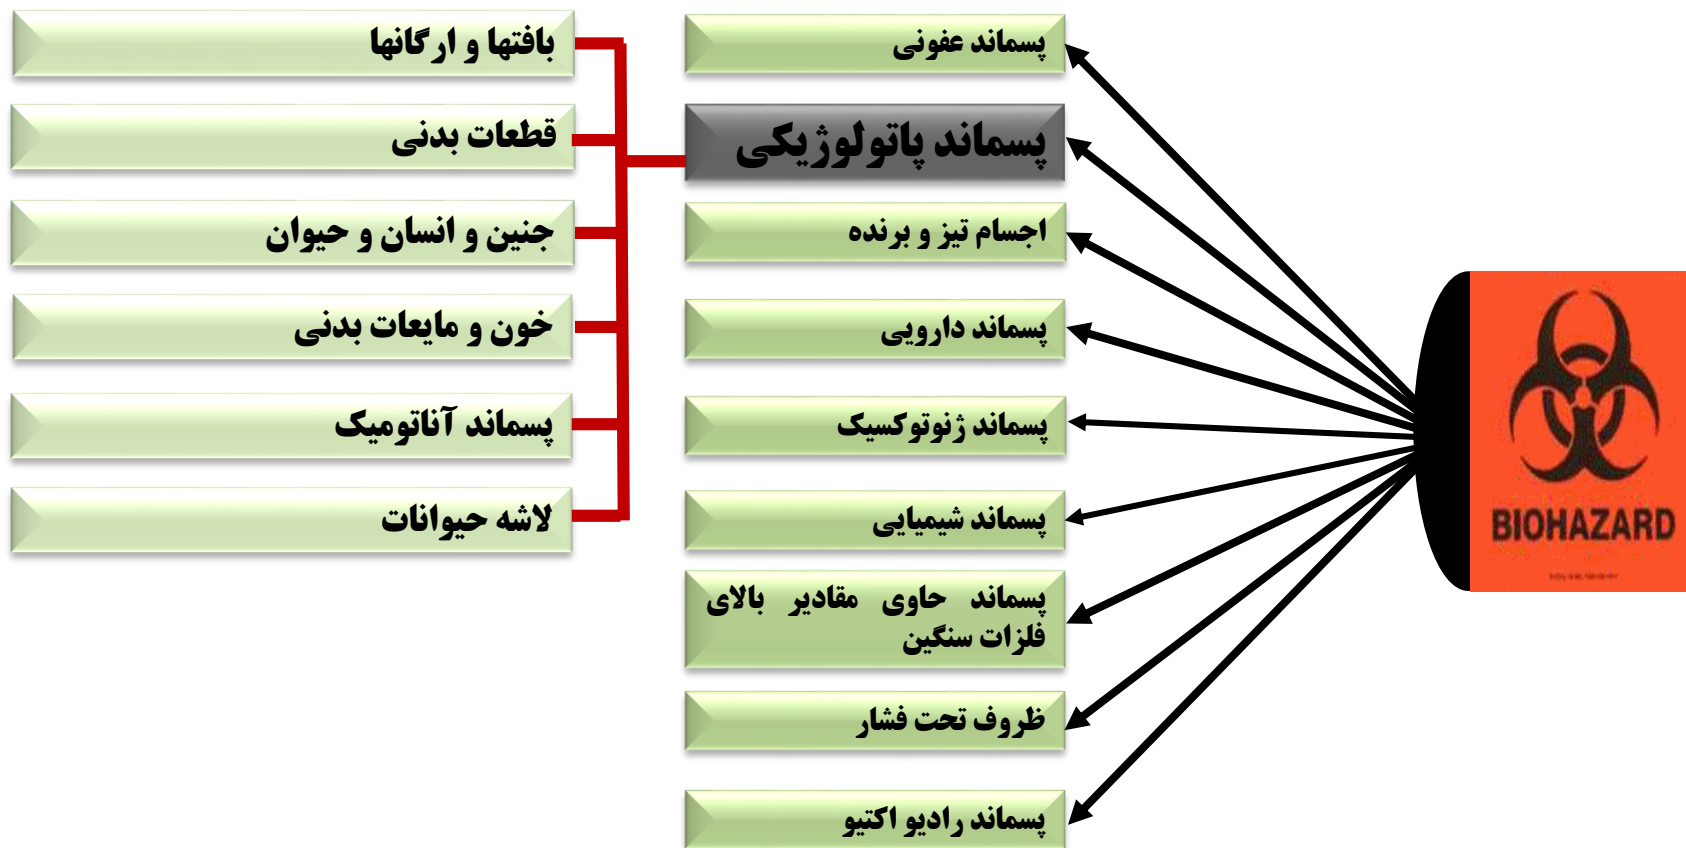 پسماند عفونی
پسماند پاتولوژیکی
اجسام تیز و برنده
پسماند دارویی
پسماند ژنوتوکسیک
پسماند شیمیایی
پسماند حاوی مقادیر بالای
فلزات سنگین
ظروف تحت فشار
پسماند رادیو اکتیو
بافتها و ارگانها
قطعات بدنی
جنین و انسان و حیوان
خون و مایعات بدنی
پسماند آناتومیک
لاشه حیوانات
BIOHAZARD